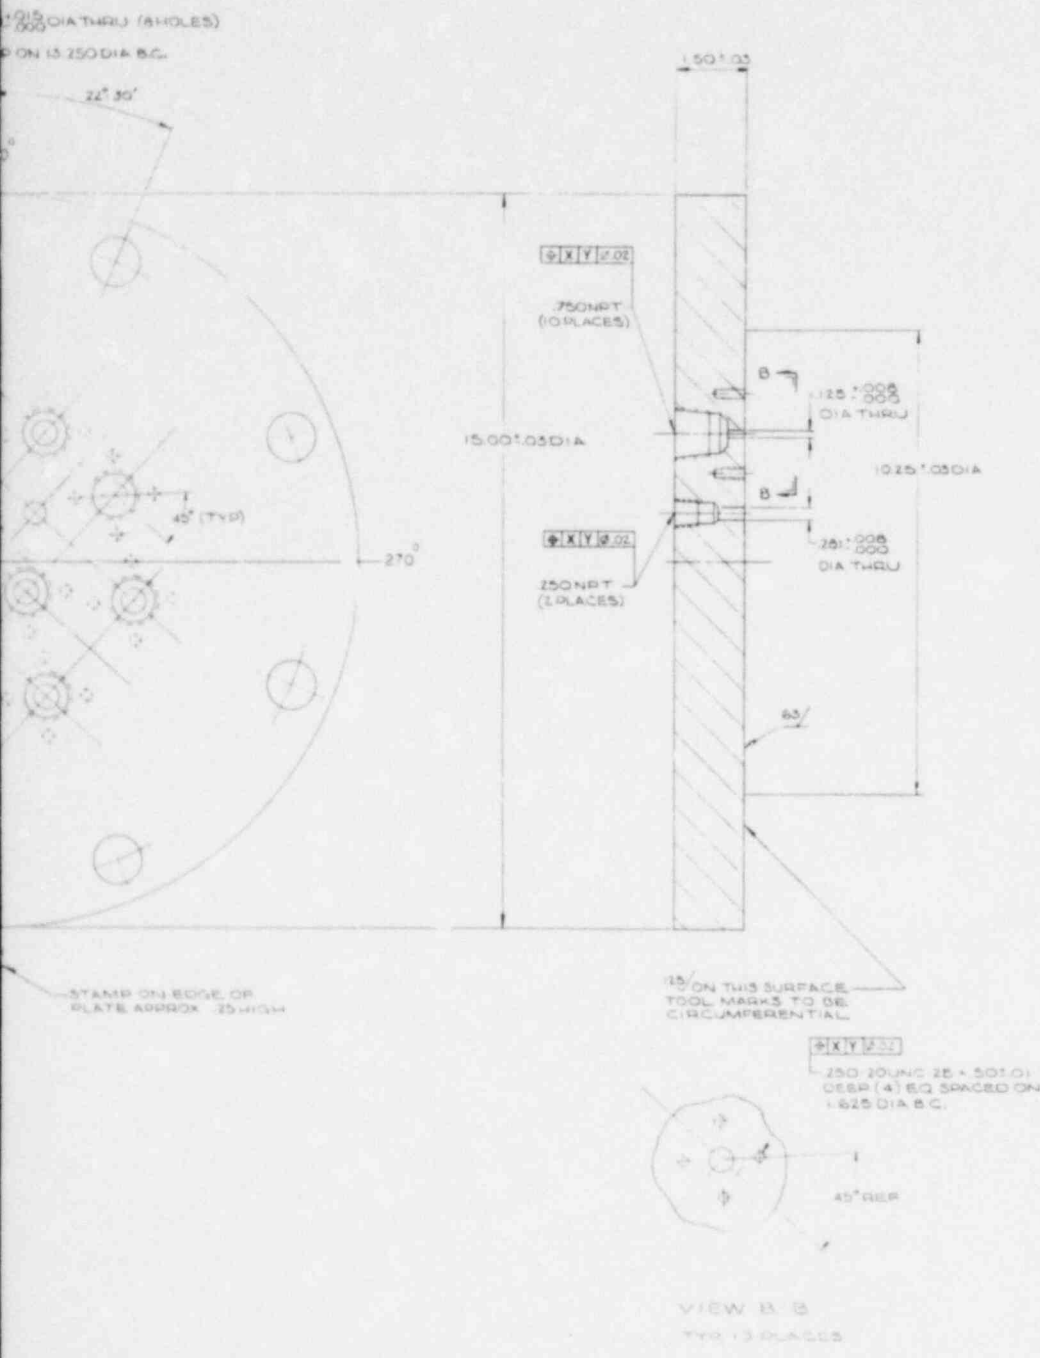 +.015
-.000 DIA THRU (8 HOLES)
ON 13.250 DIA B.C.
22° 30'
1.50±.03
⌖ X Y Ø.02
.750 NPT
(10 PLACES)
B
.125 +.008
-.000
DIA THRU
15.00±.03 DIA
10.25±.03 DIA
B
45° (TYP)
⌖ X Y Ø.02
+.008
-.000
DIA THRU
270°
.250 NPT
(2 PLACES)
63/
STAMP ON EDGE OF
PLATE APPROX .25 HIGH
125/ ON THIS SURFACE
TOOL MARKS TO BE
CIRCUMFERENTIAL
⌖ X Y Ø.02
.250-20UNC-2B × .50±.01
DEEP (4) EQ SPACED ON
1.625 DIA B.C.
45° REF
VIEW B-B
TYP 13 PLACES